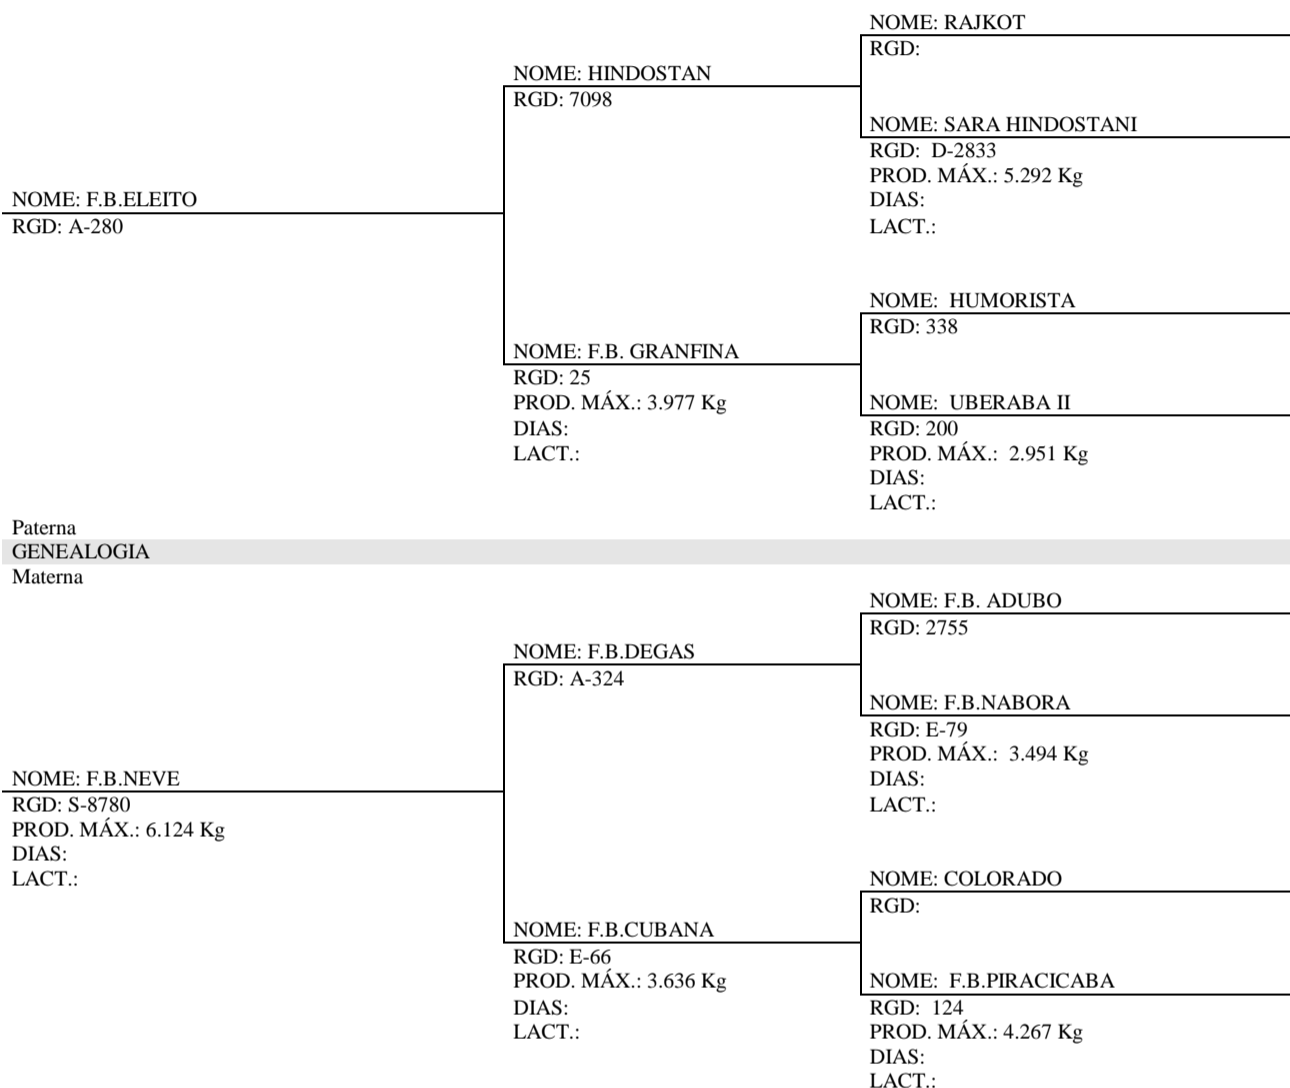 NOME: RAJKOT
RGD:
NOME: HINDOSTAN
RGD: 7098
NOME: SARA HINDOSTANI
RGD: D-2833
PROD. MÁX.: 5.292 Kg
DIAS:
LACT.:
NOME: F.B.ELEITO
RGD: A-280
NOME: HUMORISTA
RGD: 338
NOME: F.B. GRANFINA
RGD: 25
PROD. MÁX.: 3.977 Kg
DIAS:
LACT.:
NOME: UBERABA II
RGD: 200
PROD. MÁX.: 2.951 Kg
DIAS:
LACT.:
Paterna
GENEALOGIA
Materna
NOME: F.B. ADUBO
RGD: 2755
NOME: F.B.DEGAS
RGD: A-324
NOME: F.B.NABORA
RGD: E-79
PROD. MÁX.: 3.494 Kg
DIAS:
LACT.:
NOME: F.B.NEVE
RGD: S-8780
PROD. MÁX.: 6.124 Kg
DIAS:
LACT.:
NOME: COLORADO
RGD:
NOME: F.B.CUBANA
RGD: E-66
PROD. MÁX.: 3.636 Kg
DIAS:
LACT.:
NOME: F.B.PIRACICABA
RGD: 124
PROD. MÁX.: 4.267 Kg
DIAS:
LACT.: